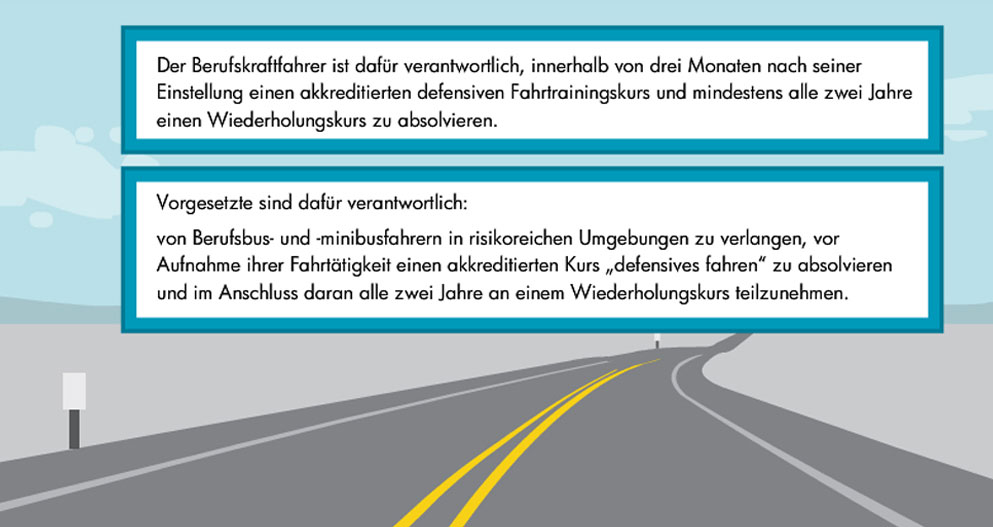 Der Berufskraftfahrer ist dafür verantwortlich, innerhalb von drei Monaten nach seiner
Einstellung einen akkreditierten defensiven Fahrtrainingskurs und mindestens alle zwei Jahre
einen Wiederholungskurs zu absolvieren.
Vorgesetzte sind dafür verantwortlich:
von Berufsbus- und -minibusfahrern in risikoreichen Umgebungen zu verlangen, vor
Aufnahme ihrer Fahrtätigkeit einen akkreditierten Kurs „defensives fahren“ zu absolvieren
und im Anschluss daran alle zwei Jahre an einem Wiederholungskurs teilzunehmen.